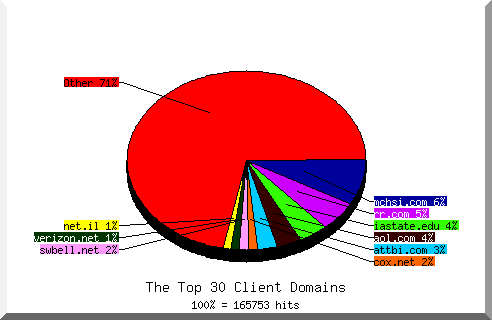 Other 71%
mchsi.com 6%
rr.com 5%
iastate.edu 4%
aol.com 4%
attbi.com 3%
cox.net 2%
net.il 1%
verizon.net 1%
swbell.net 2%
The Top 30 Client Domains
100% = 165753 hits